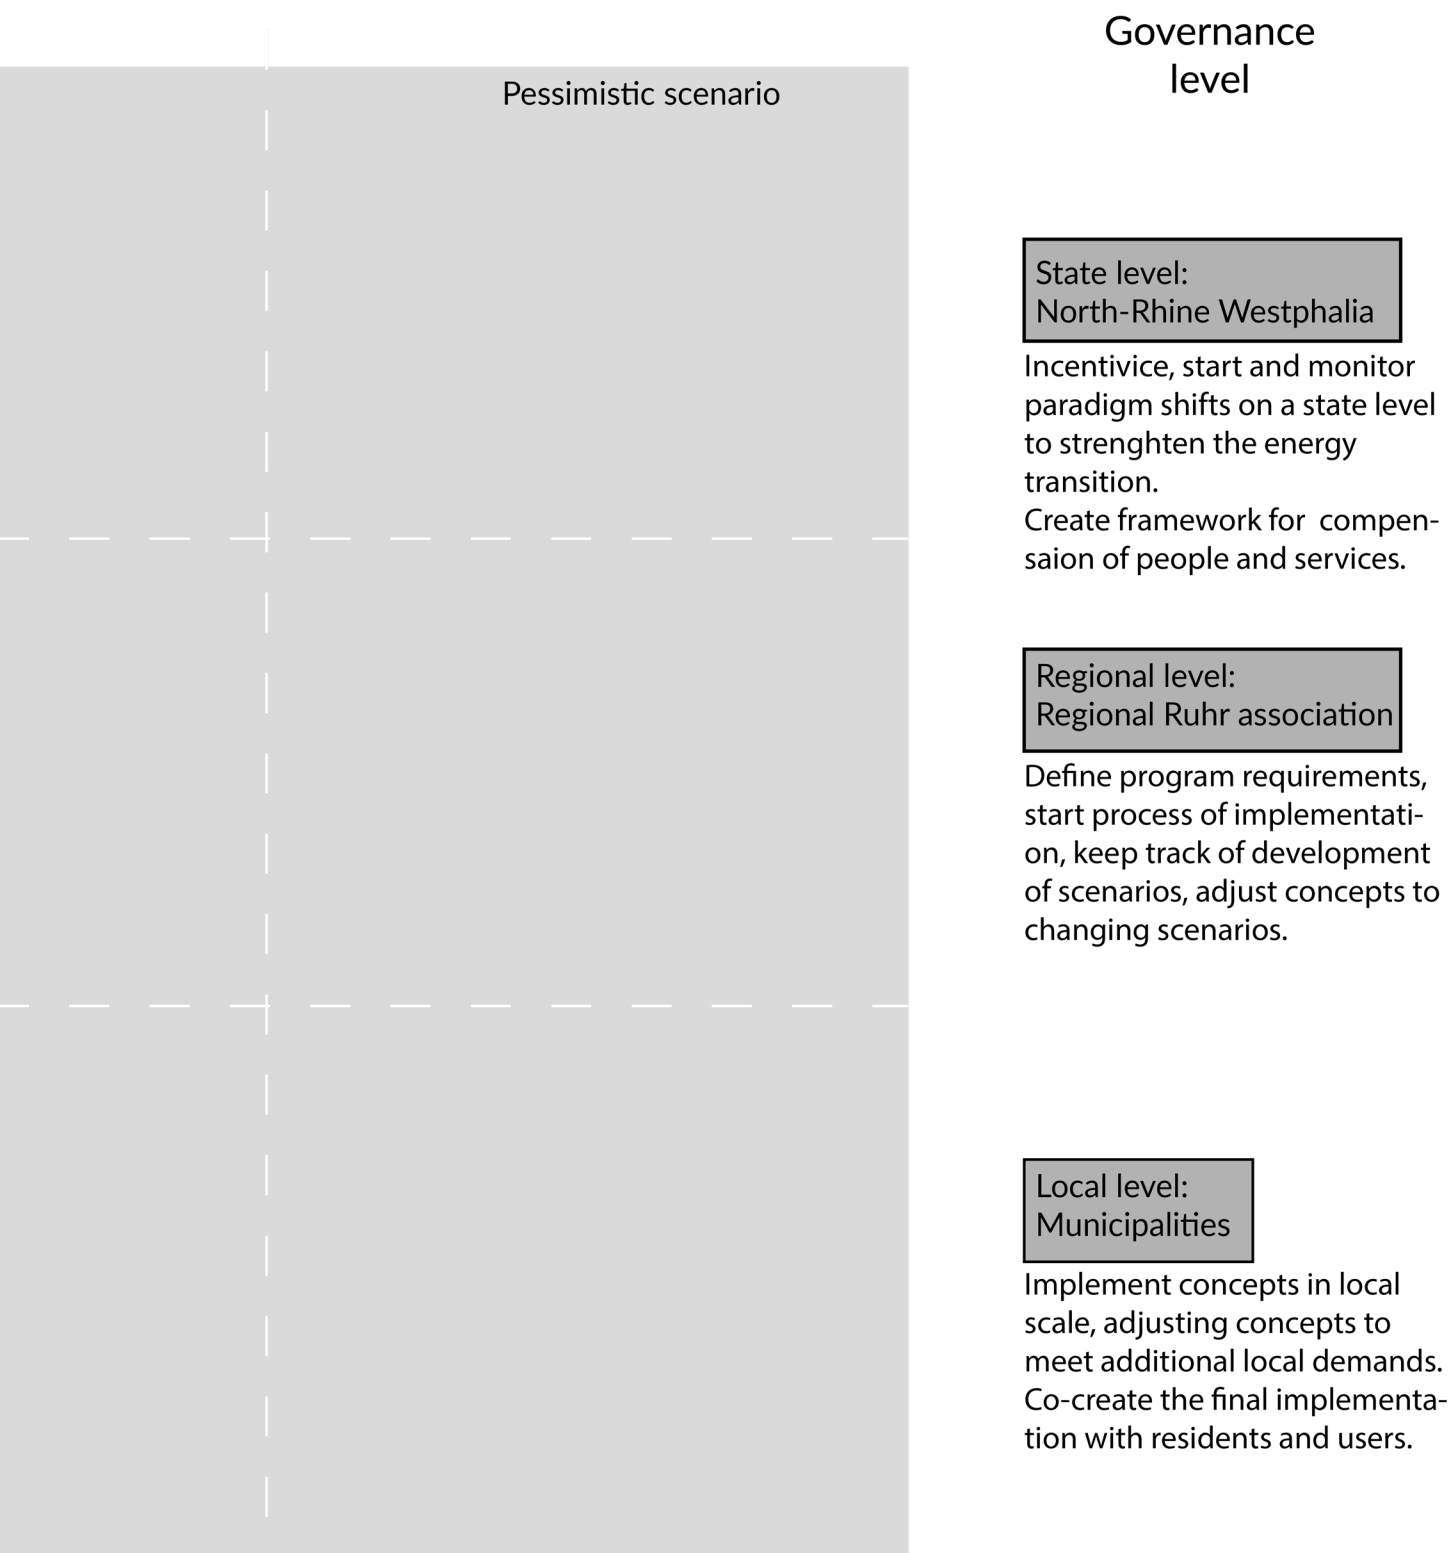 Governance
level
Pessimistic scenario
State level:
North-Rhine Westphalia
Incentivice, start and monitor
paradigm shifts on a state level
to strenghten the energy
transition.
Create framework for  compen-
saion of people and services.
Regional level:
Regional Ruhr association
Define program requirements,
start process of implementati-
on, keep track of development
of scenarios, adjust concepts to
changing scenarios.
Local level:
Municipalities
Implement concepts in local
scale, adjusting concepts to
meet additional local demands.
Co-create the final implementa-
tion with residents and users.